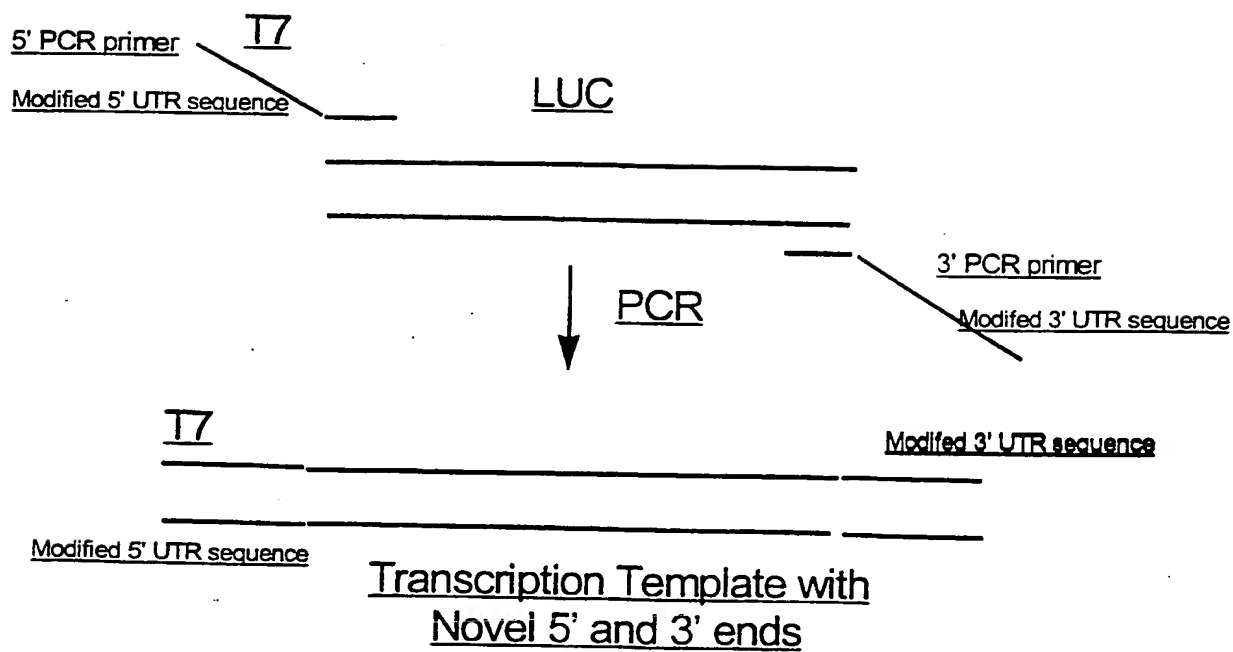 T7
5' PCR primer
Modified 5' UTR sequence
LUC
3' PCR primer
Modifed 3' UTR sequence
PCR
T7
Modifed 3' UTR sequence
Modified 5' UTR sequence
Transcription Template with
Novel 5' and 3' ends